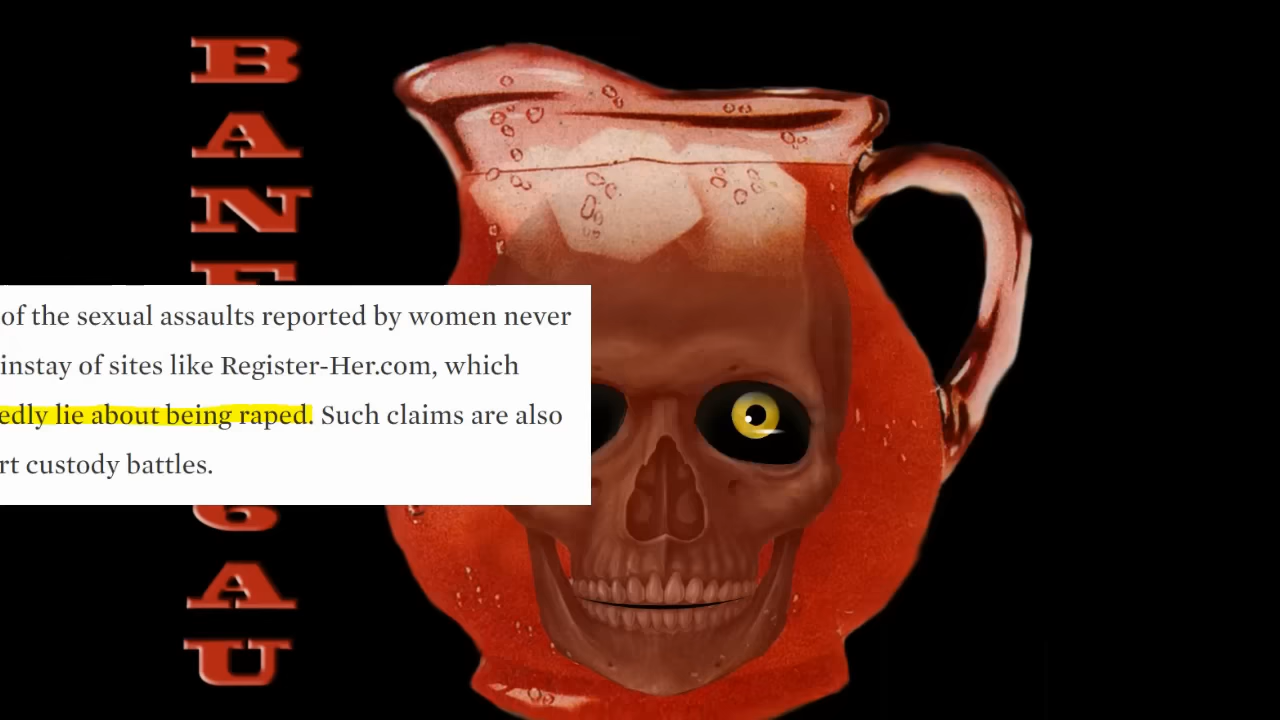 B
A
N
of the sexual assaults reported by women never
instay of sites like Register-Her.com, which
edly lie about being raped. Such claims are also
rt custody battles.
6
A
U